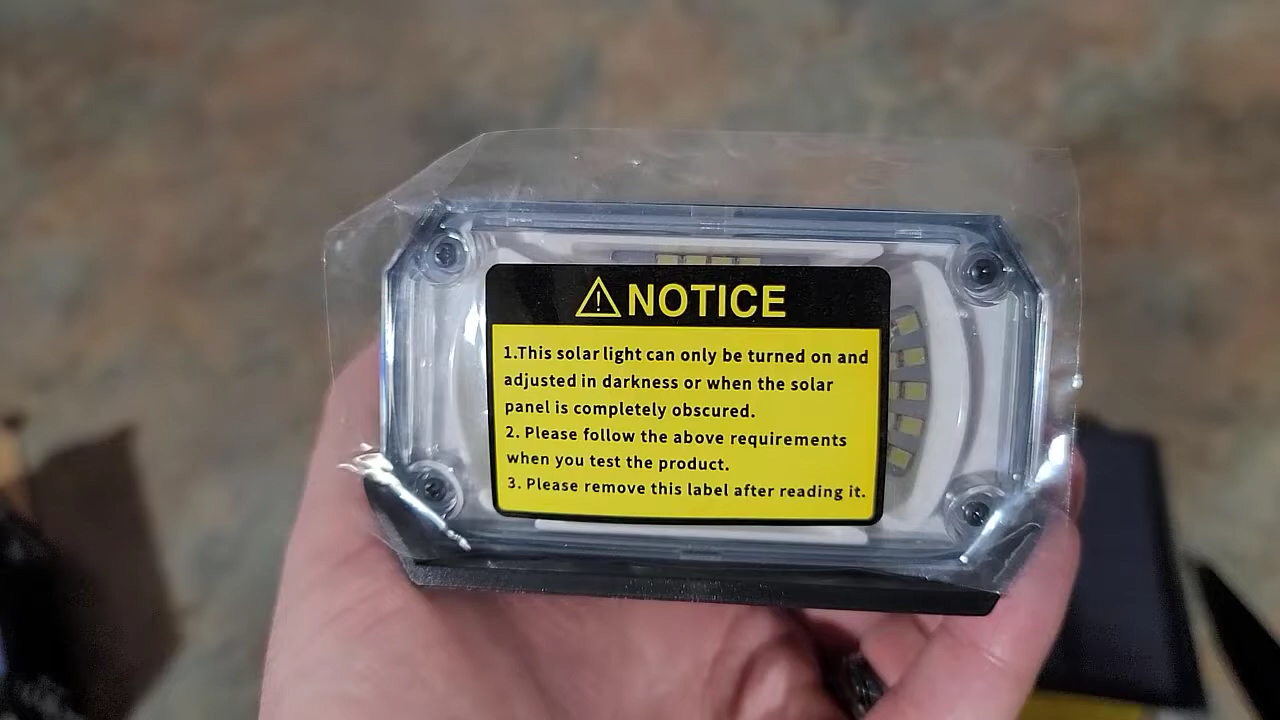 NOTICE
1.This solar light can only be turned on and
adjusted in darkness or when the solar
panel is completely obscured.
2. Please follow the above requirements
when you test the product.
3. Please remove this label after reading it.